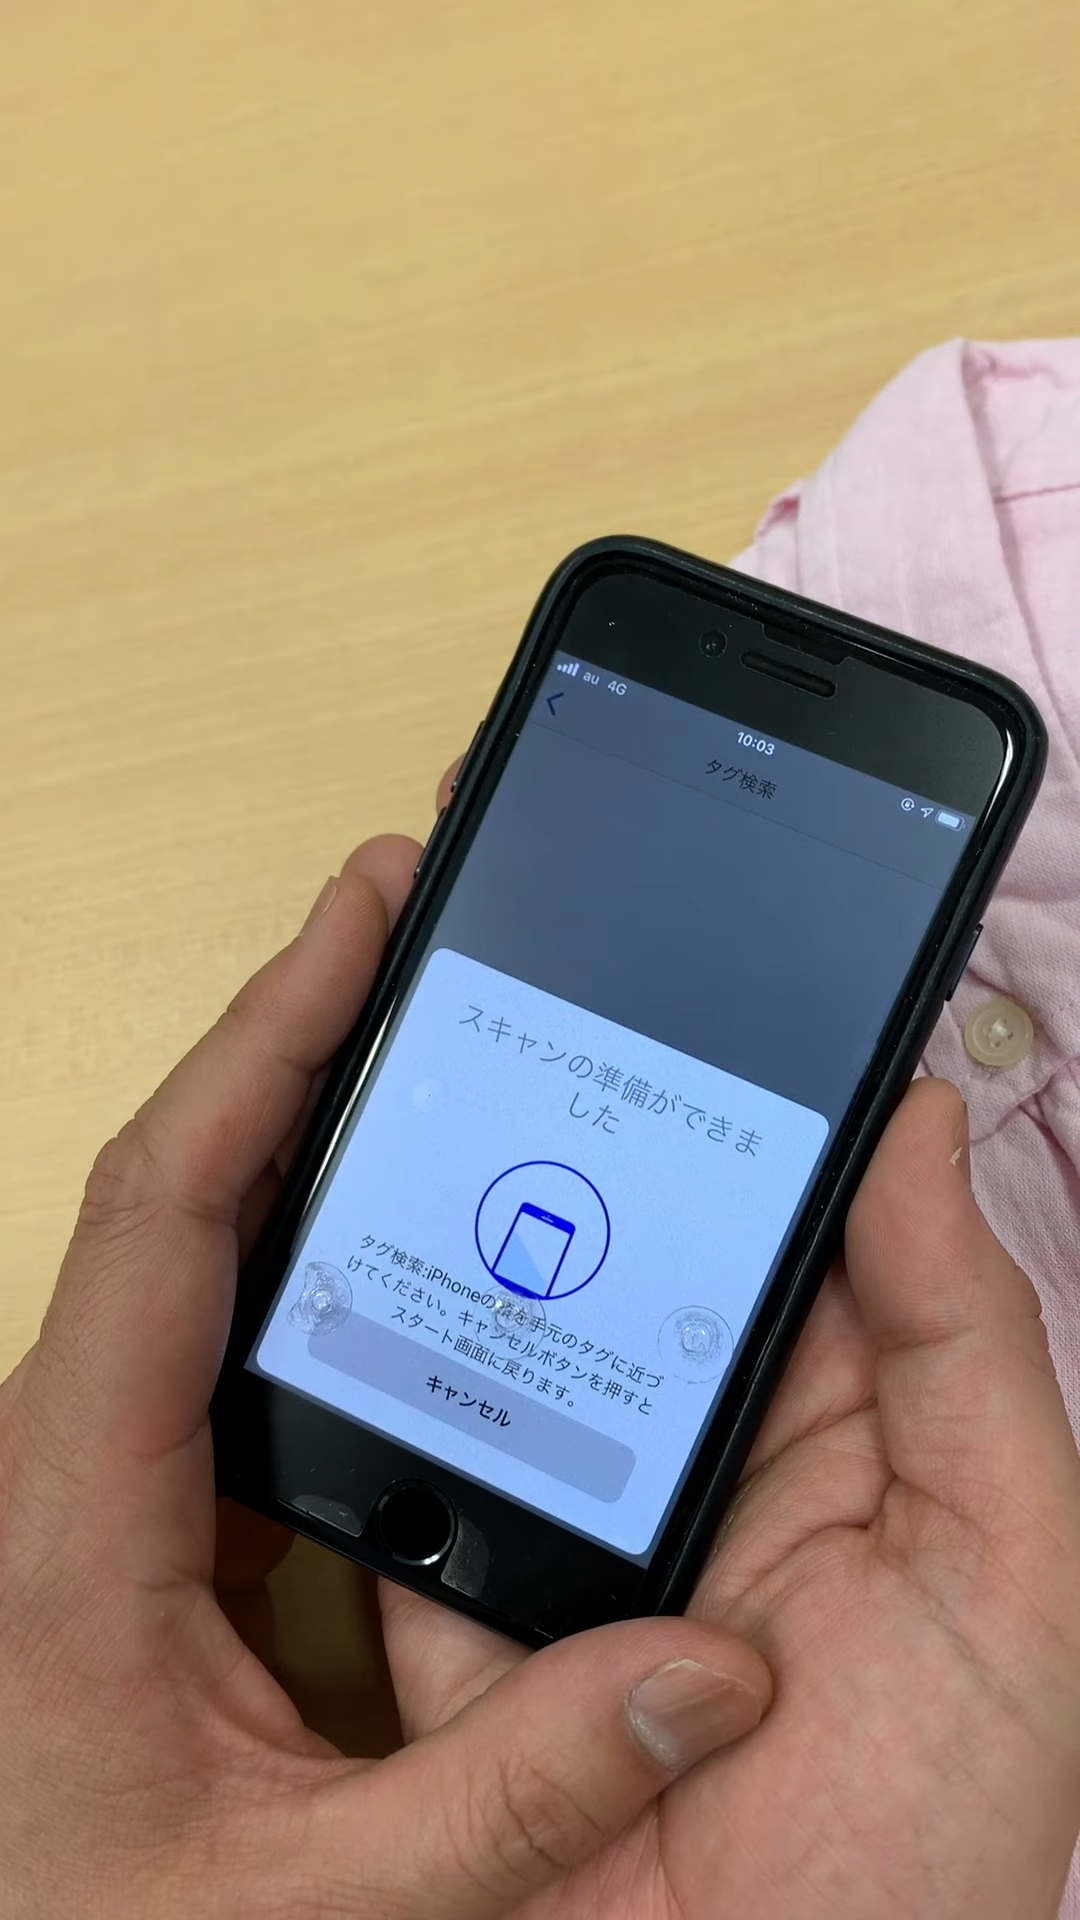 au 4G
10:03
タグ検索
スキャンの準備ができま
した
タグ検索:iPhoneの端を手元のタグに近づ
けてください。キャンセルボタンを押すと
スタート画面に戻ります。
キャンセル